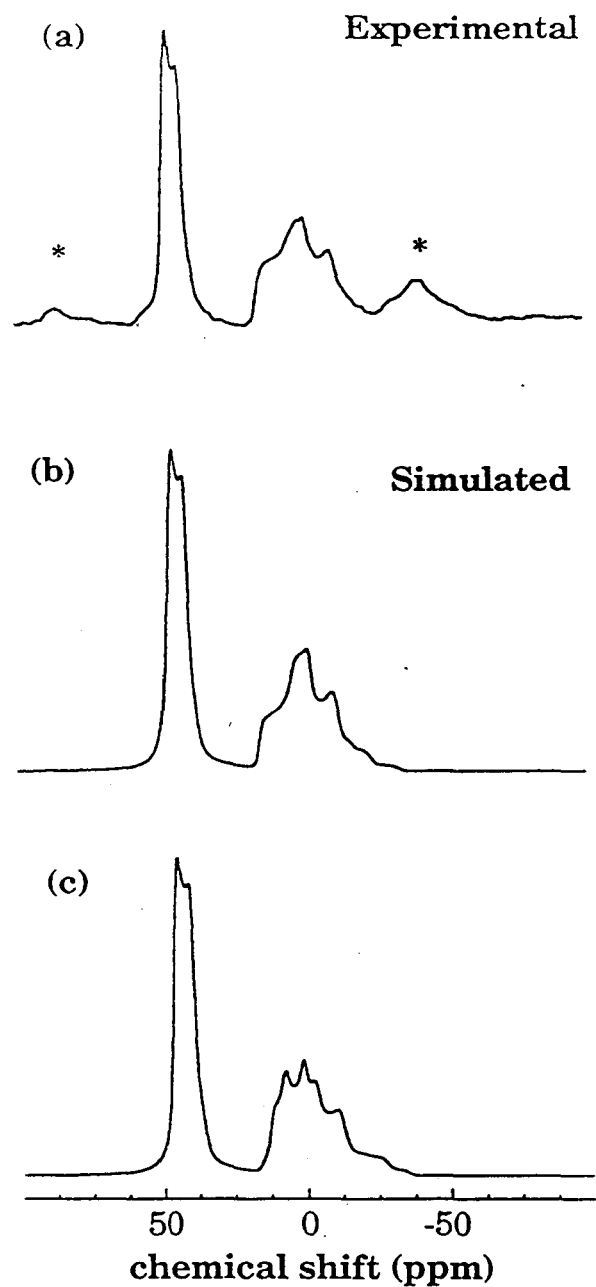 (a) Experimental
*
*
(b) Simulated
(c)
50 0 -50
chemical shift (ppm)